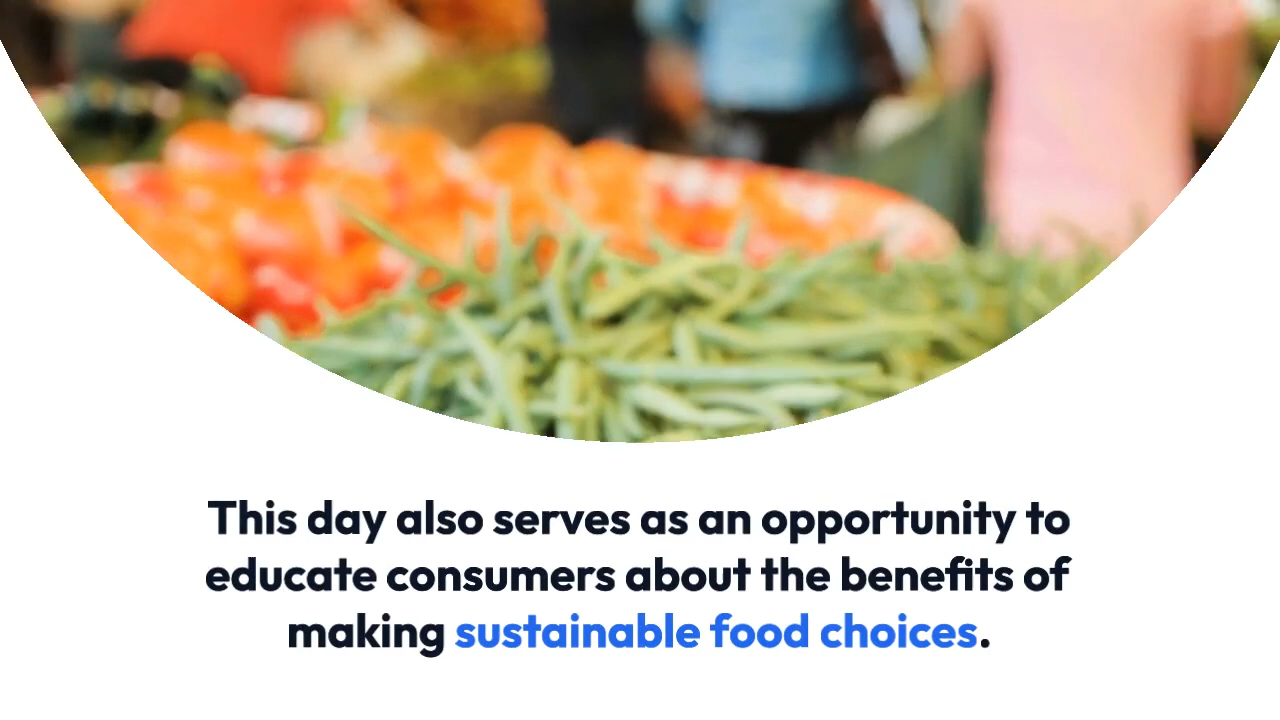 This day also serves as an opportunity to
educate consumers about the benefits of
making sustainable food choices.